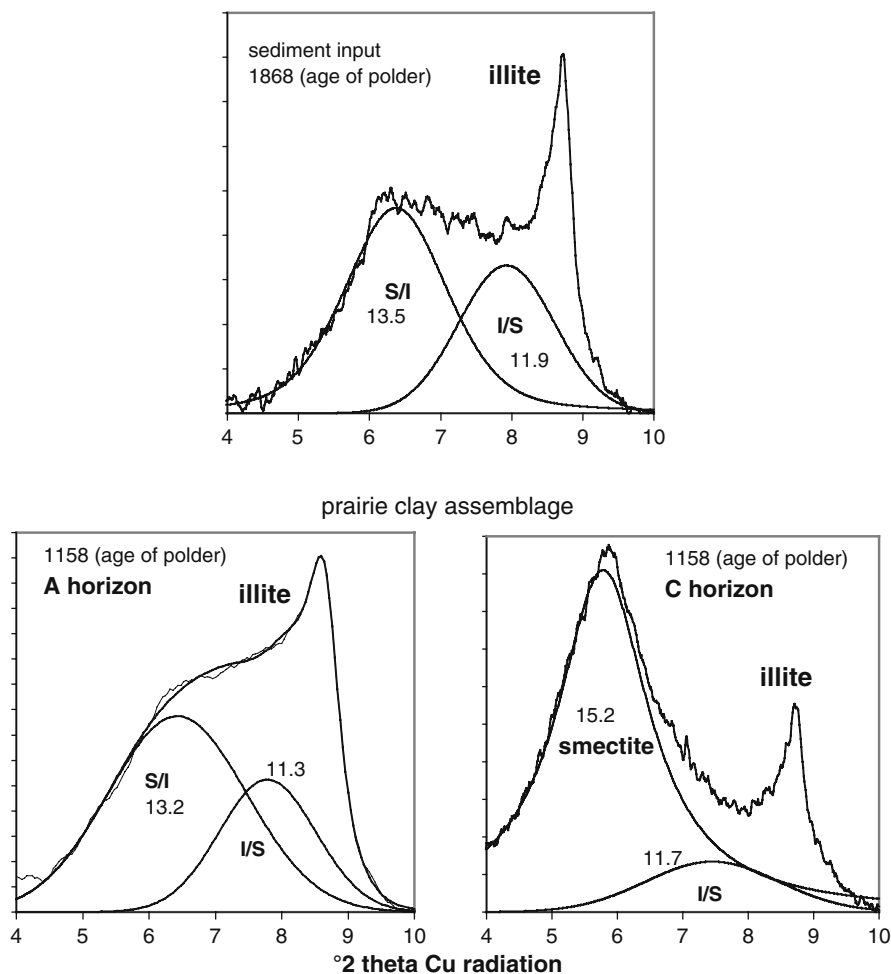 sediment input
1868 (age of polder)
illite
S/I
13.5
I/S
11.9
4 5 6 7 8 9 10
prairie clay assemblage
1158 (age of polder)
A horizon
illite
S/I
13.2
11.3
I/S
4 5 6 7 8 9 10
1158 (age of polder)
C horizon
illite
15.2
smectite
11.7
I/S
4 5 6 7 8 9 10
°2 theta Cu radiation